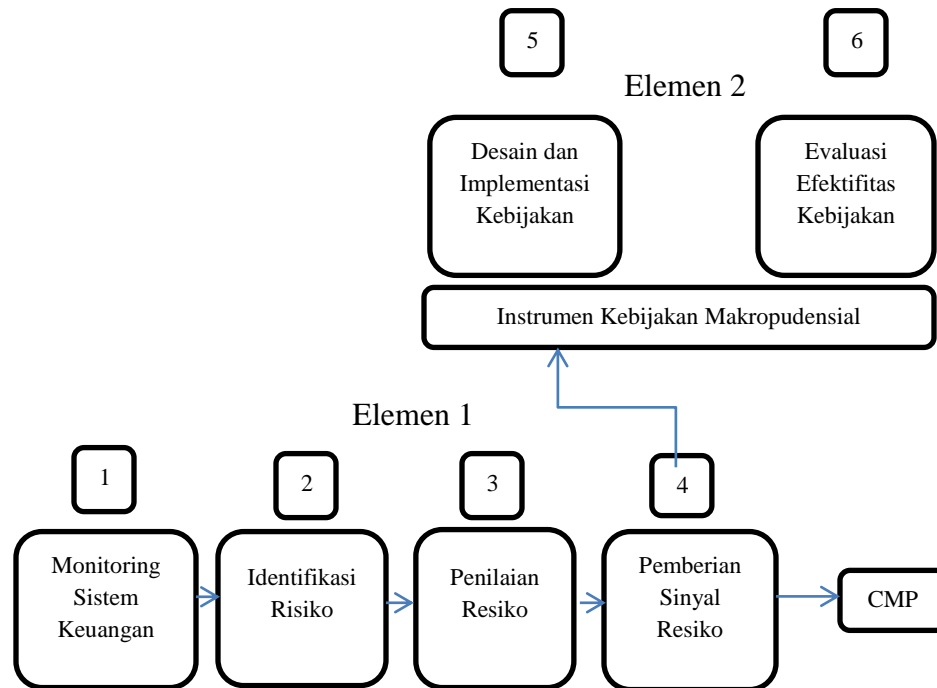 5
6
Elemen 2
Desain dan
Implementasi
Kebijakan
Evaluasi
Efektifitas
Kebijakan
Instrumen Kebijakan Makropudensial
Elemen 1
1
2
3
4
Monitoring
Sistem
Keuangan
Identifikasi
Risiko
Penilaian
Resiko
Pemberian
Sinyal
Resiko
CMP